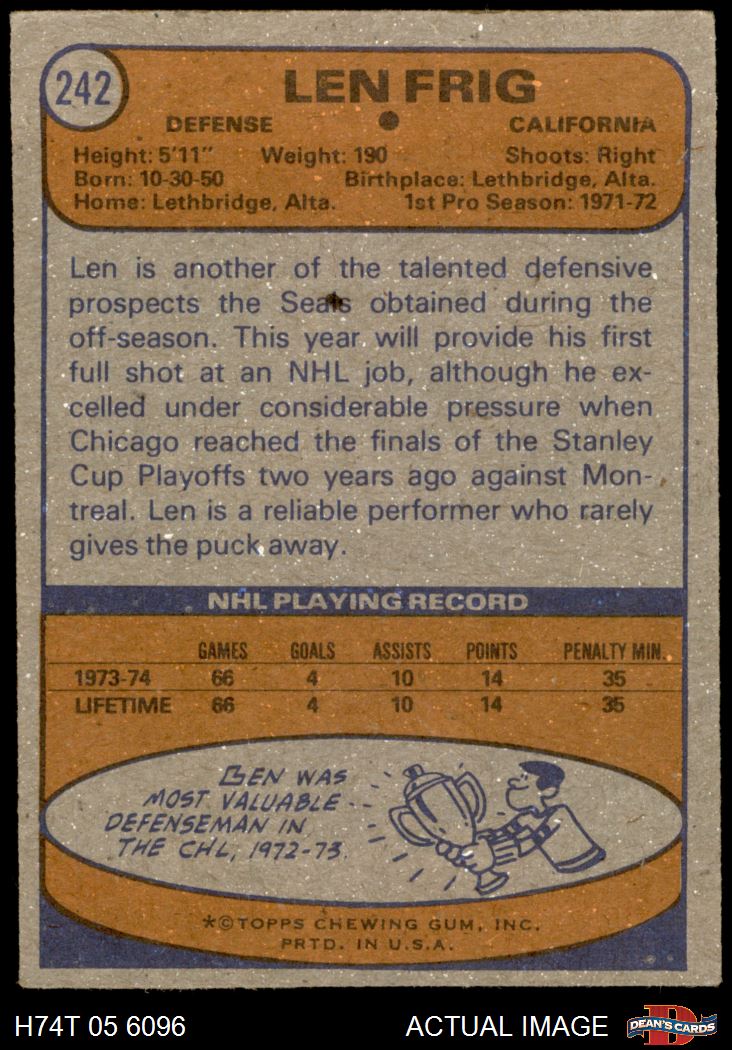 242
LEN FRIG
DEFENSE ● CALIFORNIA
Height: 5'11" Weight: 190 Shoots: Right
Born: 10-30-50 Birthplace: Lethbridge, Alta.
Home: Lethbridge, Alta. 1st Pro Season: 1971-72
Len is another of the talented defensive
prospects the Seals obtained during the
off-season. This year will provide his first
full shot at an NHL job, although he ex-
celled under considerable pressure when
Chicago reached the finals of the Stanley
Cup Playoffs two years ago against Mon-
treal. Len is a reliable performer who rarely
gives the puck away.
NHL PLAYING RECORD
GAMES GOALS ASSISTS POINTS PENALTY MIN.
1973-74 66 4 10 14 35
LIFETIME 66 4 10 14 35
LEN WAS
MOST VALUABLE
DEFENSEMAN IN
THE CHL, 1972-73.
*©TOPPS CHEWING GUM, INC.
PRTD. IN U.S.A.
H74T 05 6096 ACTUAL IMAGE D DEAN'S CARDS